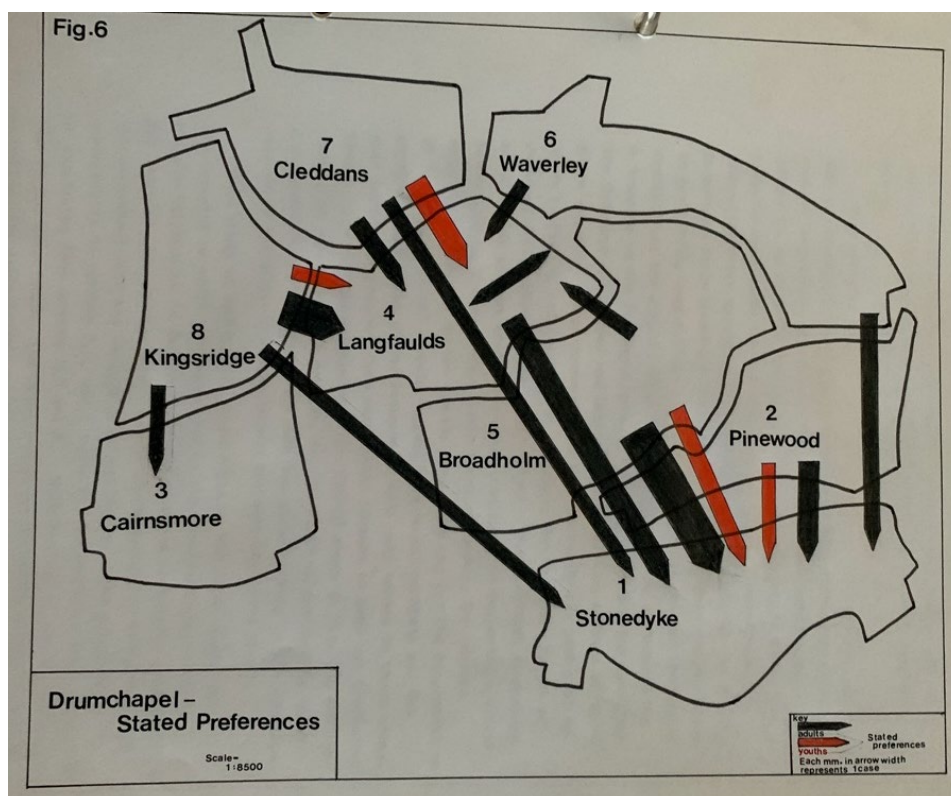 Fig.6
7
Cleddans
6
Waverley
4
Langfaulds
8
Kingsridge
2
Pinewood
5
Broadholm
3
Cairnsmore
1
Stonedyke
Drumchapel–
Stated Preferences
Scale–
1:8500
key
adults
youths
Stated
preferences
Each mm. in arrow width
represents 1case